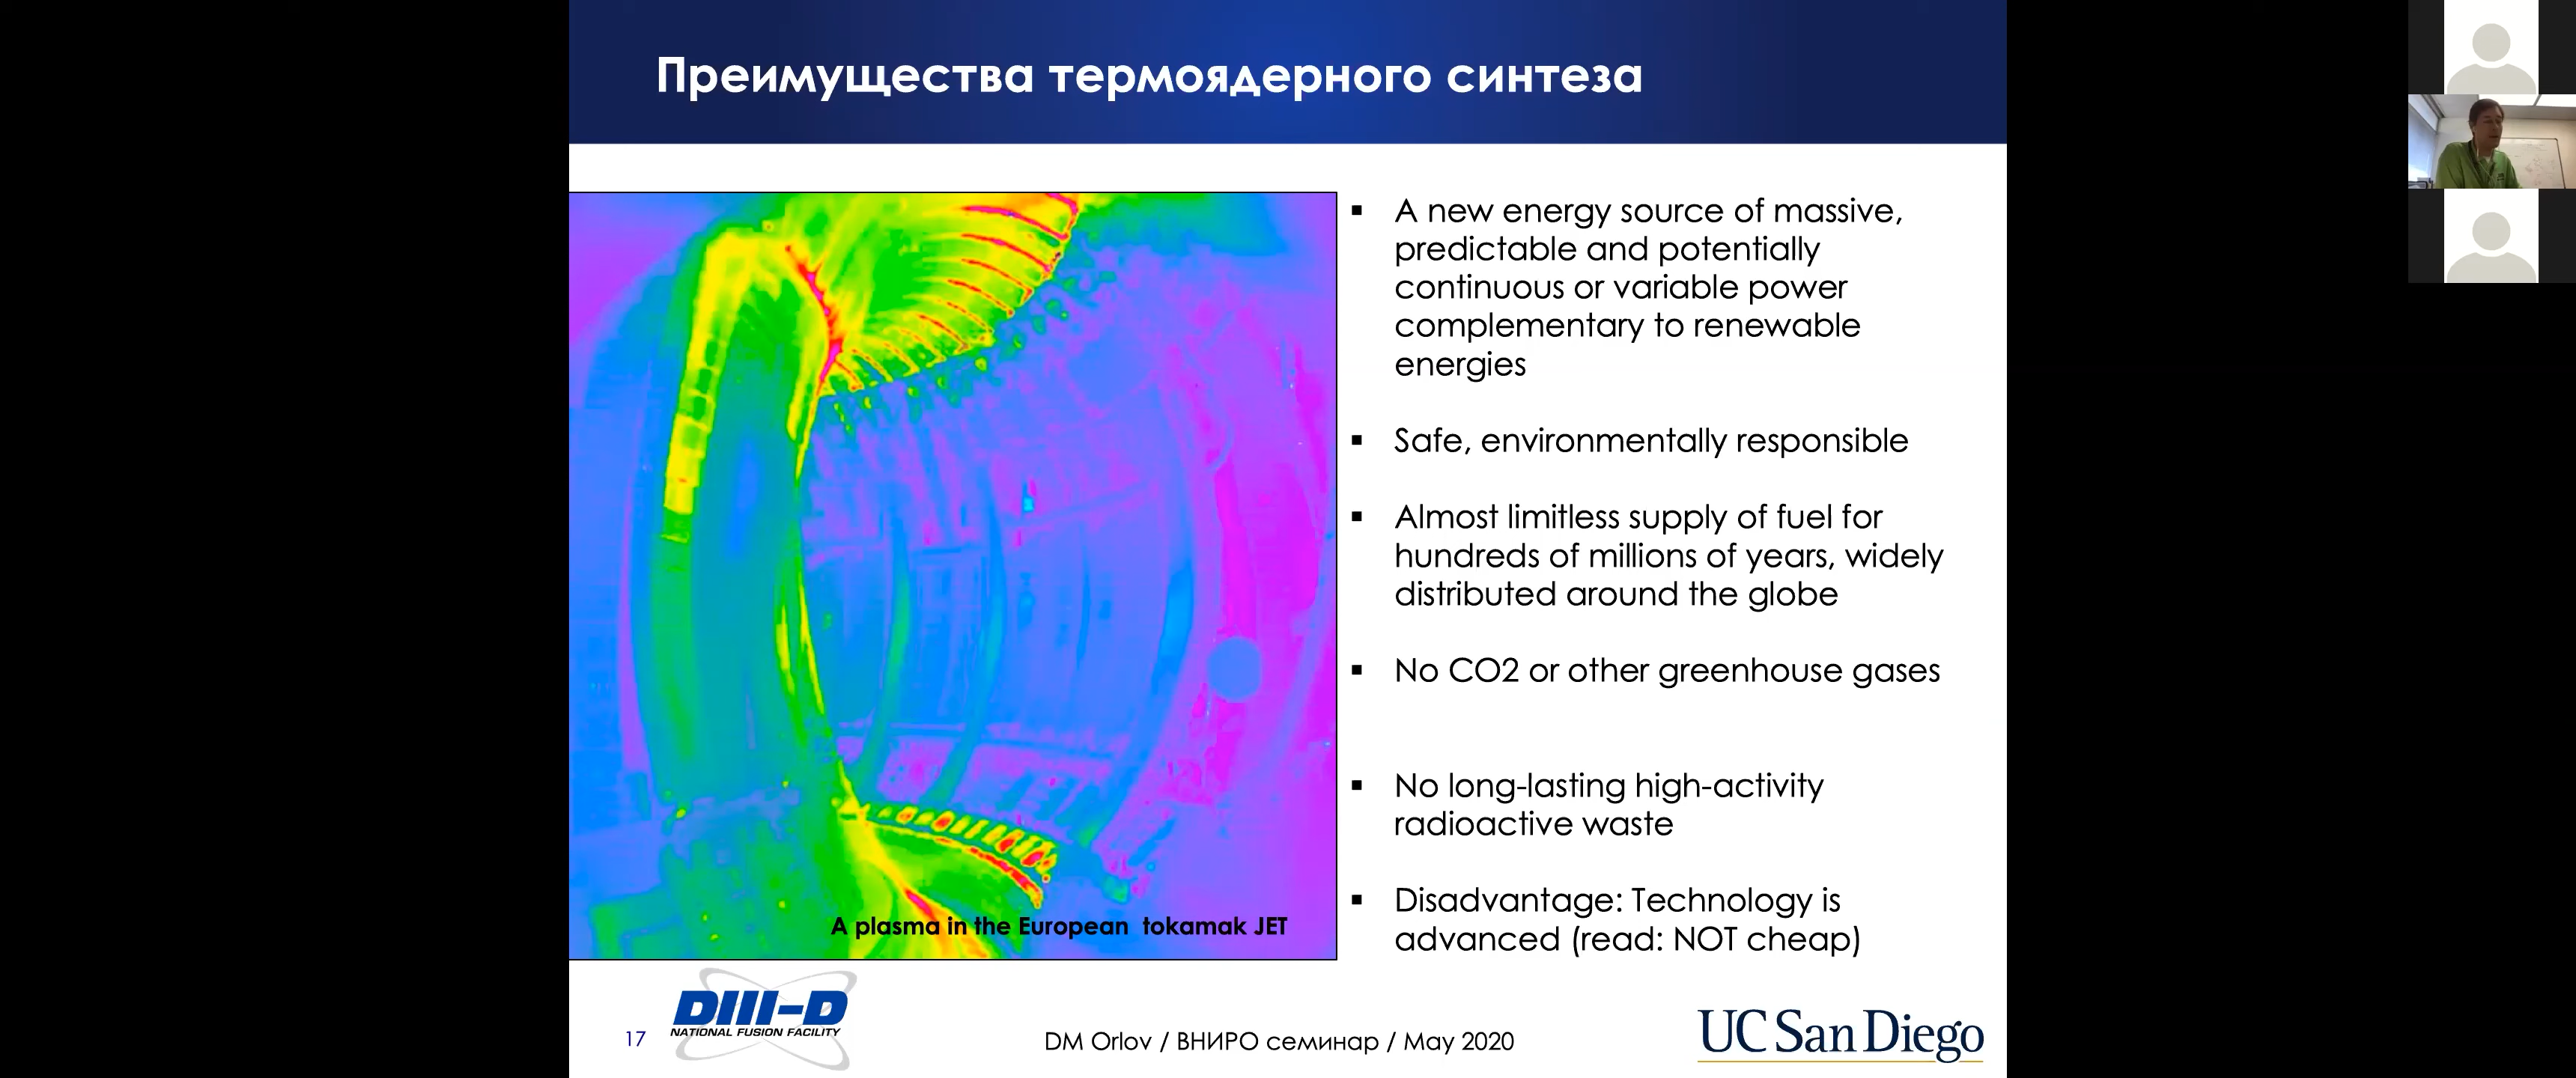 Преимущества термоядерного синтеза
A new energy source of massive,
predictable and potentially
continuous or variable power
complementary to renewable
energies
Safe, environmentally responsible
Almost limitless supply of fuel for
hundreds of millions of years, widely
distributed around the globe
No CO2 or other greenhouse gases
No long-lasting high-activity
radioactive waste
Disadvantage: Technology is
advanced (read: NOT cheap)
A plasma in the European tokamak JET
17
DIII-D
NATIONAL FUSION FACILITY
DM Orlov / ВНИРО семинар / May 2020
UC San Diego